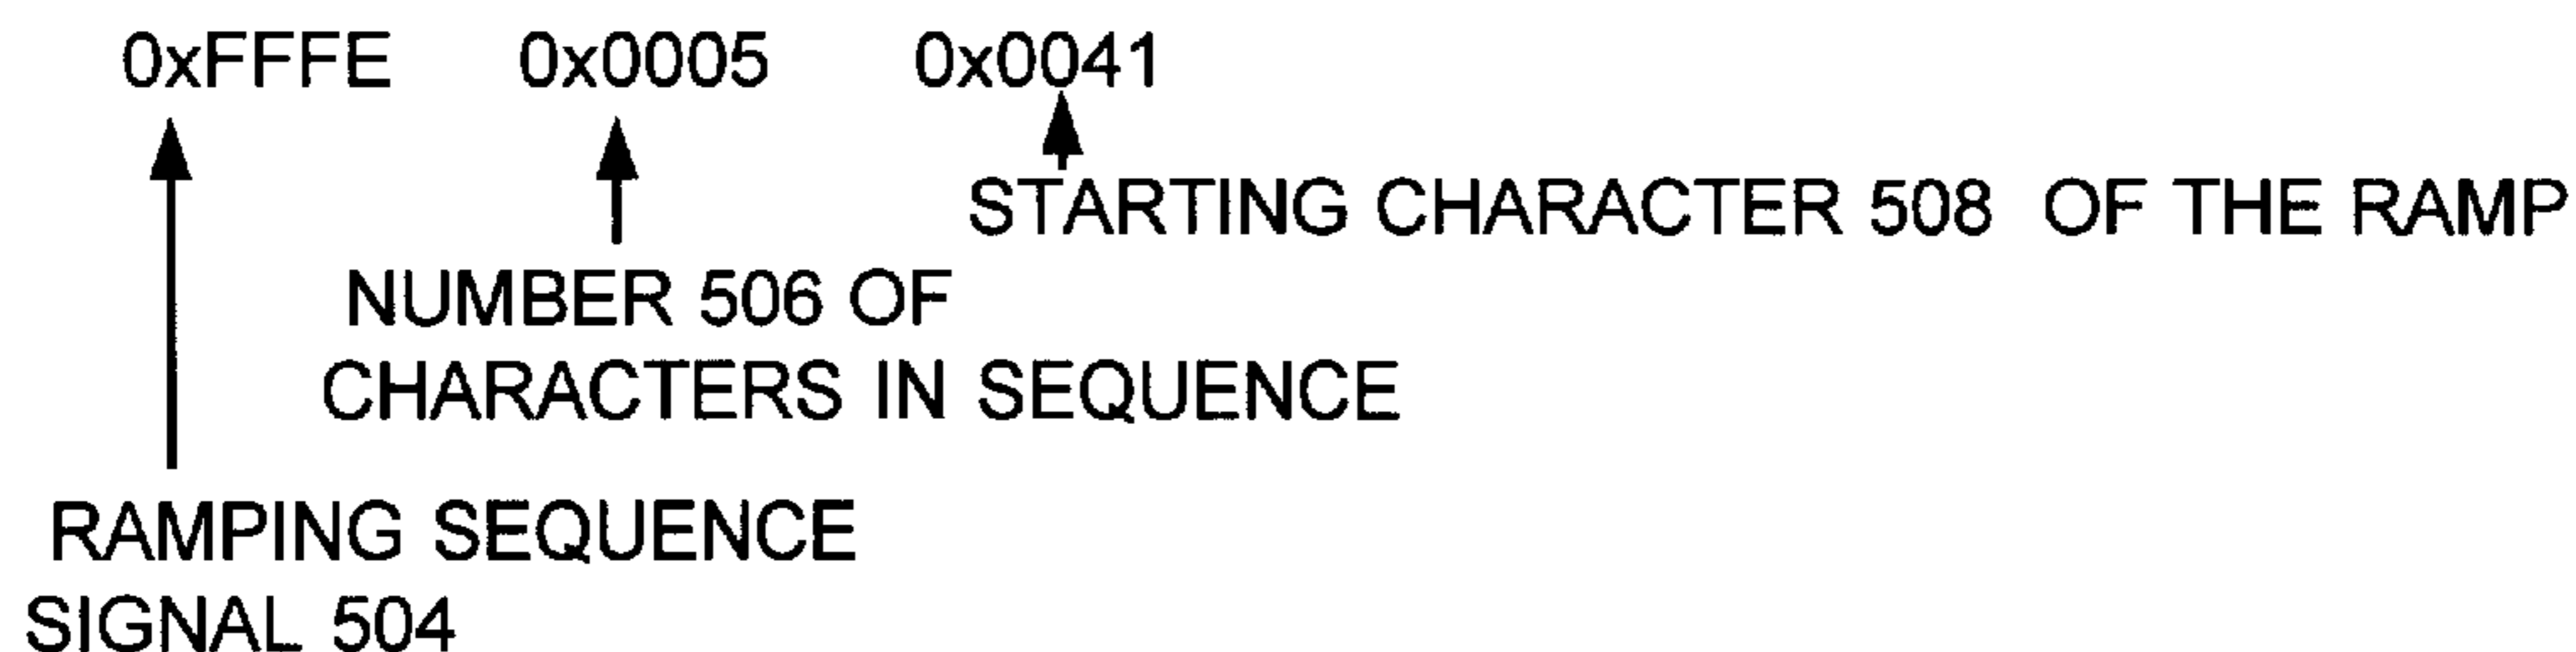 0xFFFE 0x0005 0x0041
STARTING CHARACTER 508 OF THE RAMP
NUMBER 506 OF
CHARACTERS IN SEQUENCE
RAMPING SEQUENCE
SIGNAL 504